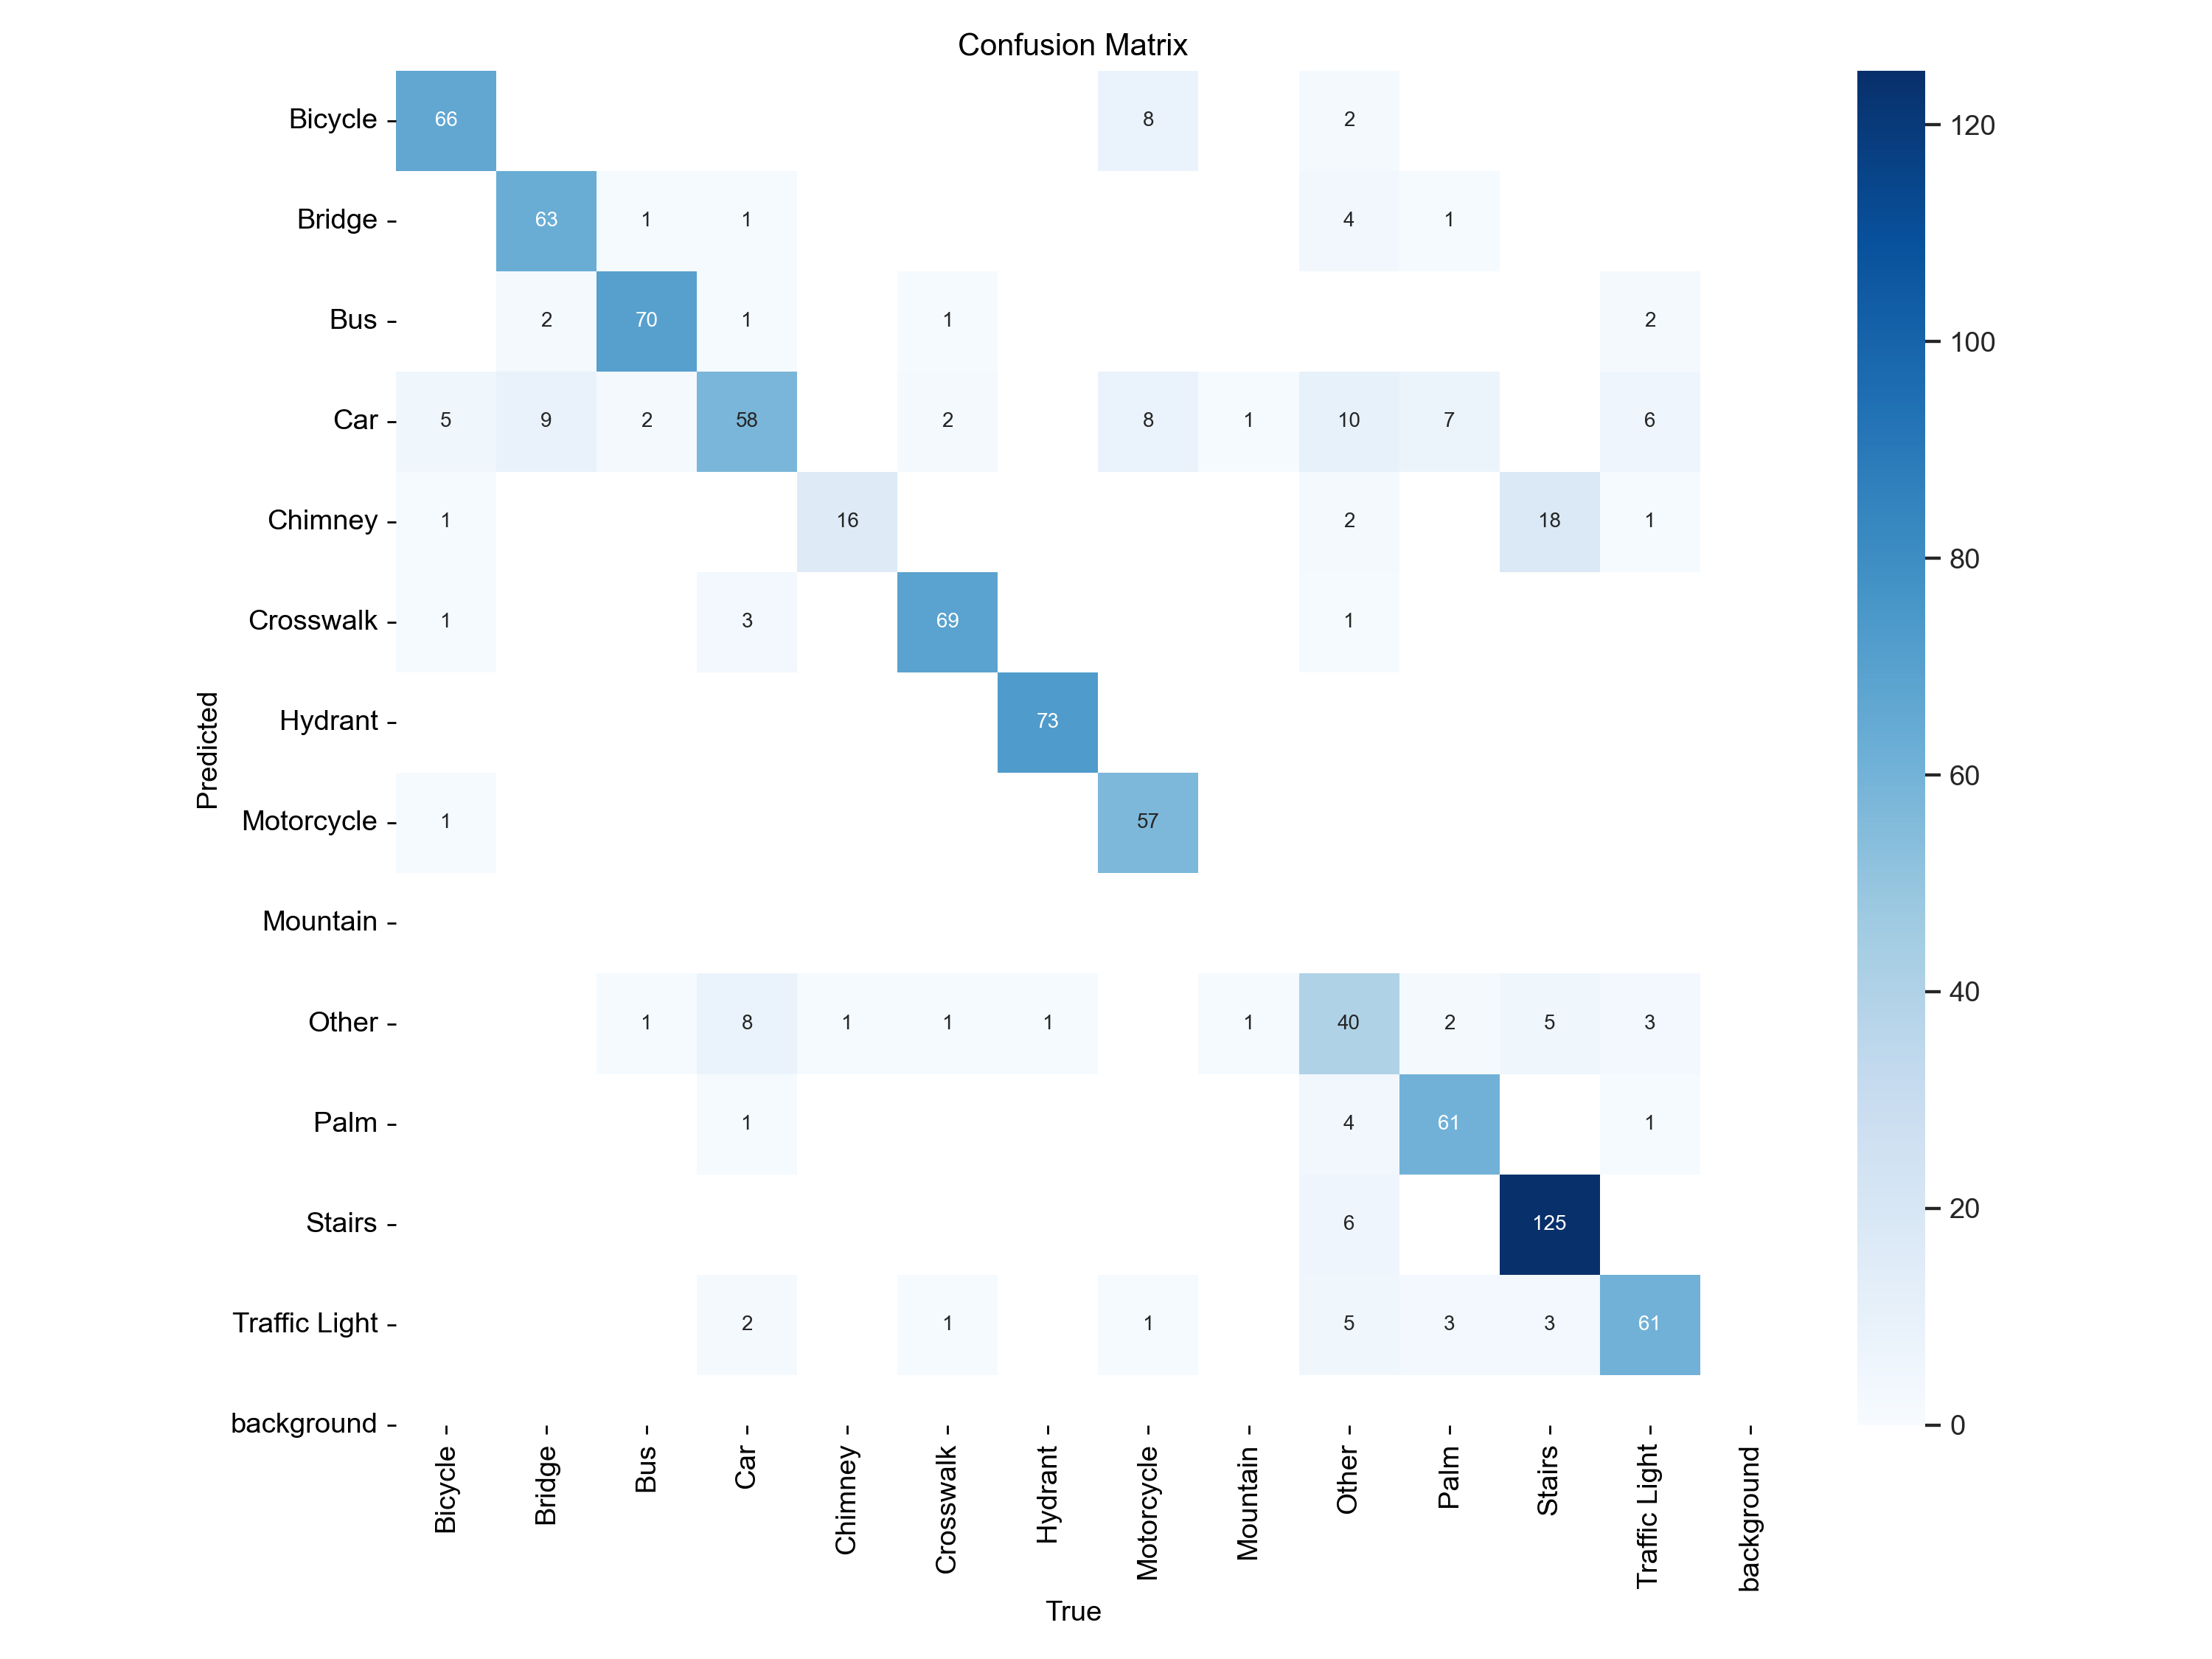 Confusion Matrix
Bicycle 66 8 2
Bridge 63 1 1 4 1
Bus 2 70 1 1 2
Car 5 9 2 58 2 8 1 10 7 6
Chimney 1 16 2 18 1
Crosswalk 1 3 69 1
Hydrant 73
Motorcycle 1 57
Mountain
Other 1 8 1 1 1 1 40 2 5 3
Palm 1 4 61 1
Stairs 6 125
Traffic Light 2 1 1 5 3 3 61
background
Predicted
Bicycle
Bridge
Bus
Car
Chimney
Crosswalk
Hydrant
Motorcycle
Mountain
Other
Palm
Stairs
Traffic Light
background
True
120
100
80
60
40
20
0